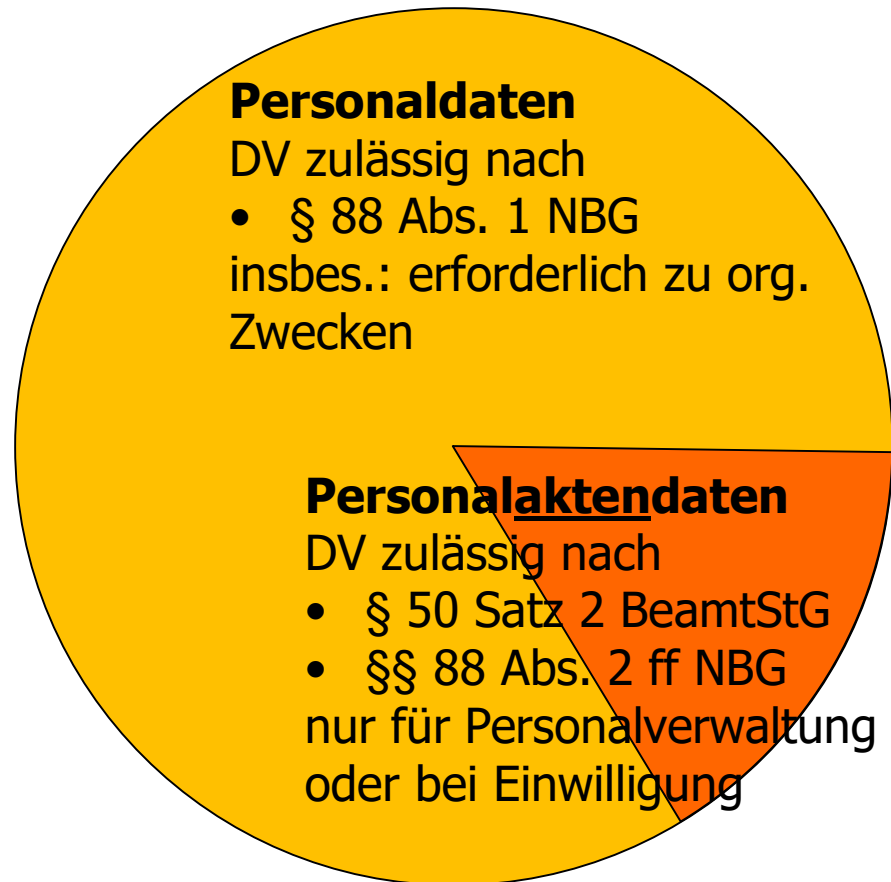 Personaldaten
DV zulässig nach
• § 88 Abs. 1 NBG
insbes.: erforderlich zu org.
Zwecken
Personalaktendaten
DV zulässig nach
• § 50 Satz 2 BeamtStG
• §§ 88 Abs. 2 ff NBG
nur für Personalverwaltung
oder bei Einwilligung